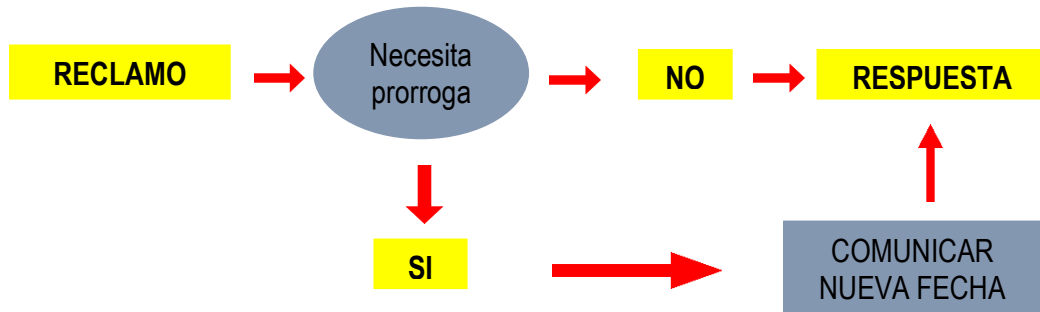 RECLAMO
Necesita
prorroga
NO
RESPUESTA
SI
COMUNICAR
NUEVA FECHA